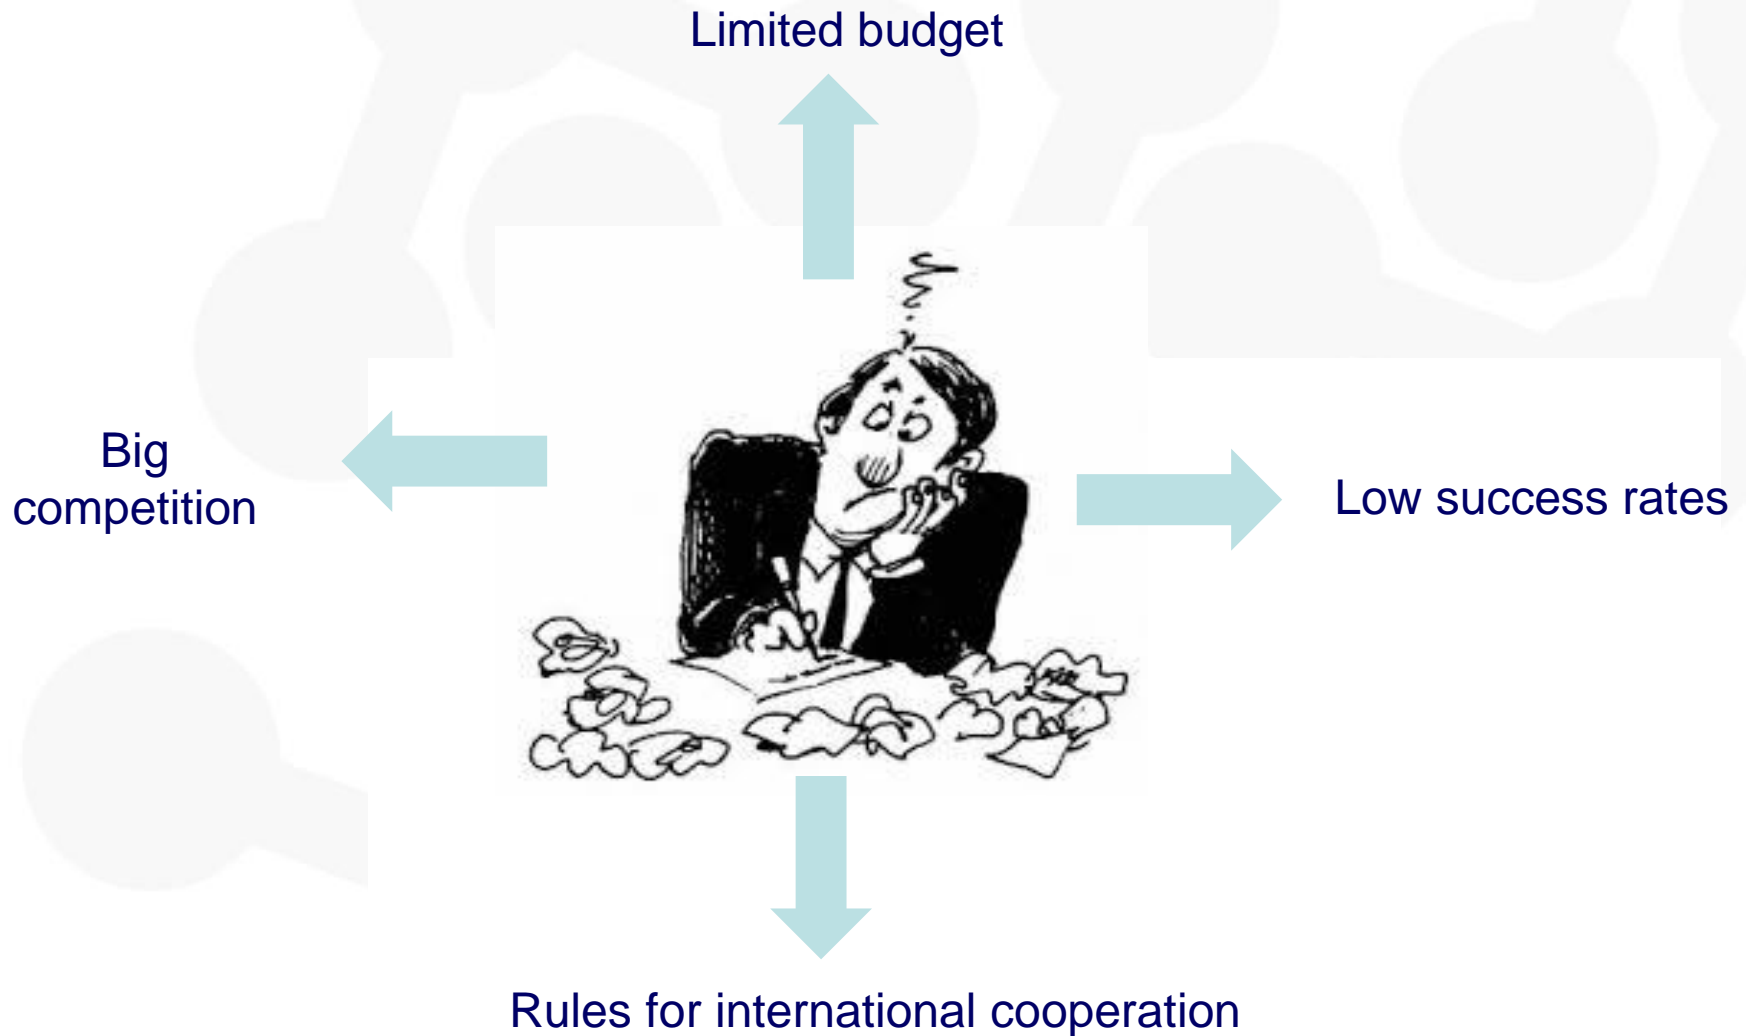 Limited budget
Big
competition
Low success rates
Rules for international cooperation